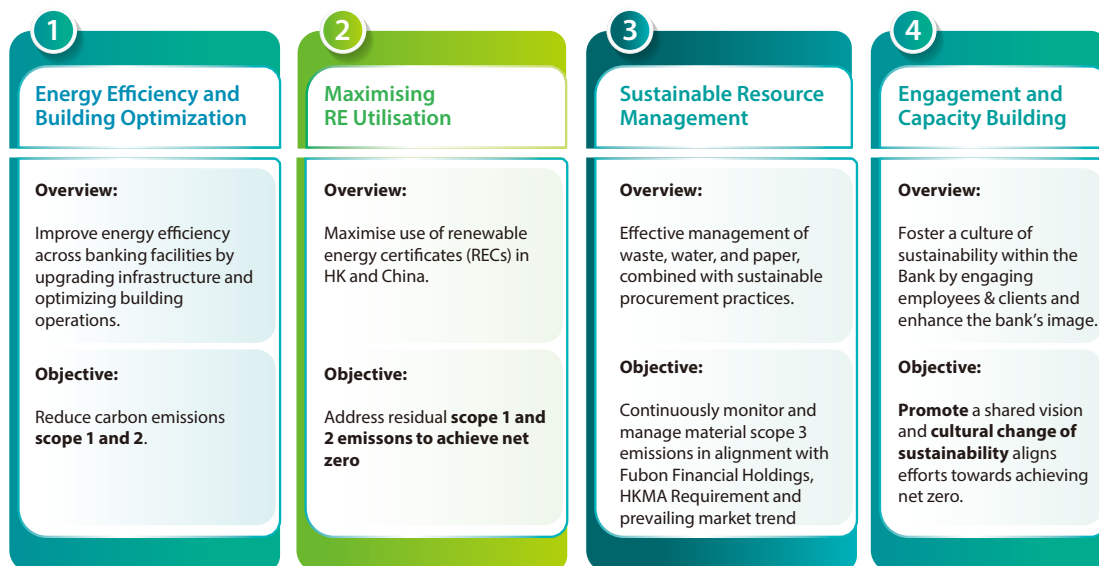 1
Energy Efficiency and
Building Optimization
Overview:
Improve energy efficiency
across banking facilities by
upgrading infrastructure and
optimizing building
operations.
Objective:
Reduce carbon emissions
scope 1 and 2.
2
Maximising
RE Utilisation
Overview:
Maximise use of renewable
energy certificates (RECs) in
HK and China.
Objective:
Address residual scope 1 and
2 emissons to achieve net
zero
3
Sustainable Resource
Management
Overview:
Effective management of
waste, water, and paper,
combined with sustainable
procurement practices.
Objective:
Continuously monitor and
manage material scope 3
emissions in alignment with
Fubon Financial Holdings,
HKMA Requirement and
prevailing market trend
4
Engagement and
Capacity Building
Overview:
Foster a culture of
sustainability within the
Bank by engaging
employees & clients and
enhance the bank's image.
Objective:
Promote a shared vision
and cultural change of
sustainability aligns
efforts towards achieving
net zero.